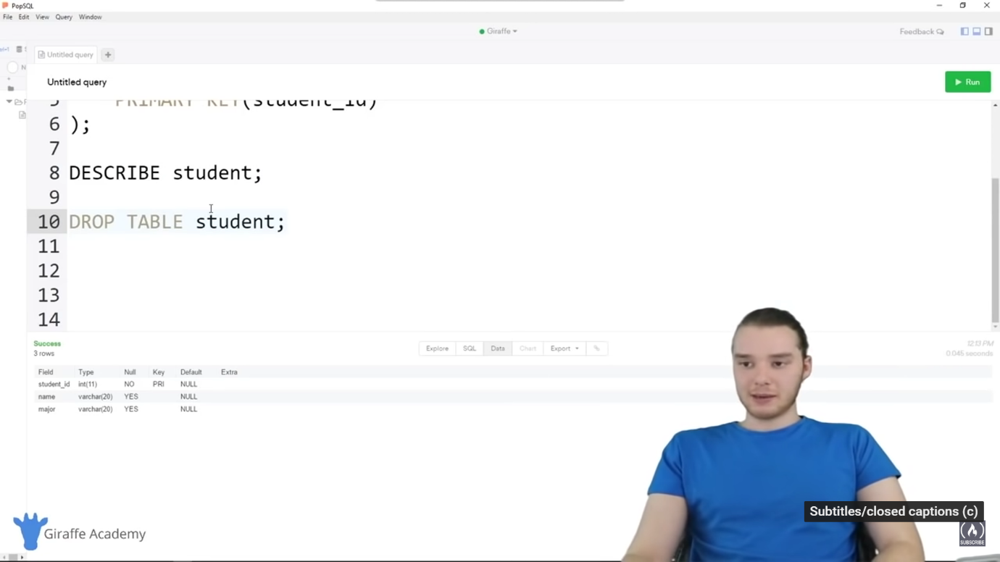 PopSQL
File Edit View Query Window
Giraffe
Feedback
Untitled query
Untitled query
Run
5 PRIMARY KEY(student_id)
6 );
7
8 DESCRIBE student;
9
10 DROP TABLE student;
11
12
13
14
Success
3 rows
Explore SQL Data Chart Export
12:13 PM
0.045 seconds
Field Type Null Key Default Extra
student_id int(11) NO PRI NULL
name varchar(20) YES NULL
major varchar(20) YES NULL
Subtitles/closed captions (c)
Giraffe Academy
SUBSCRIBE